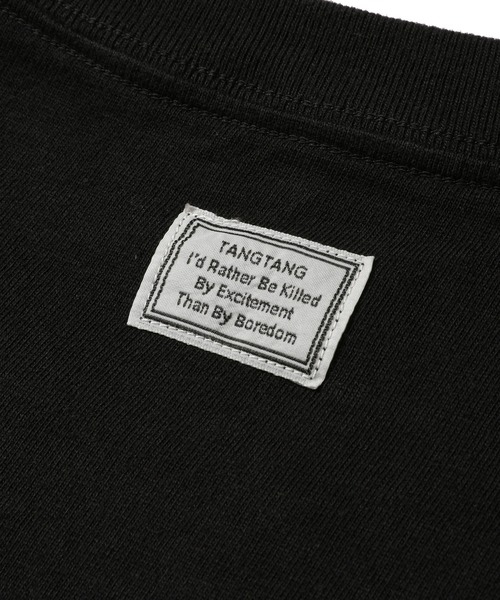 TANGTANG
I'd Rather Be Killed
By Excitement
Than By Boredom